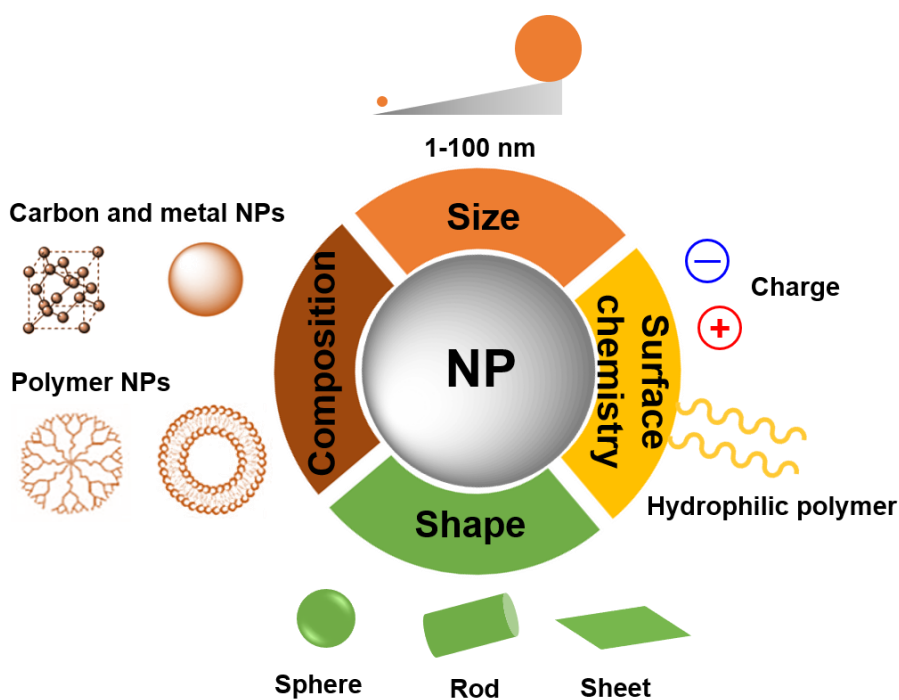 1-100 nm
Size
Carbon and metal NPs
Polymer NPs
Composition
NP
Surface
chemistry
Charge
Hydrophilic polymer
Shape
Sphere
Rod
Sheet